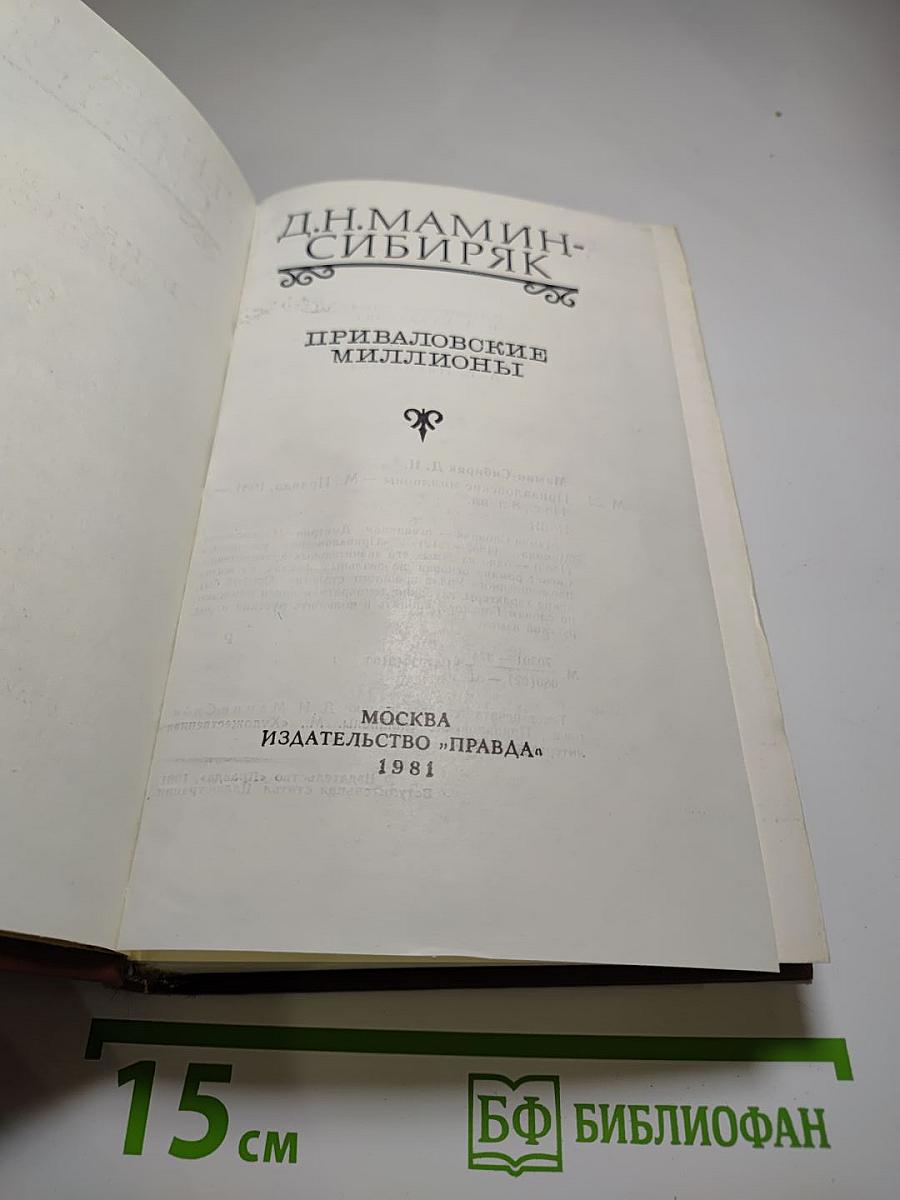 Д.Н.МАМИН-
СИБИРЯК
ПРИВАЛОВСКИЕ
МИЛЛИОНЫ
МОСКВА
ИЗДАТЕЛЬСТВО „ПРАВДА“
1981
15 см
БФ БИБЛИОФАН